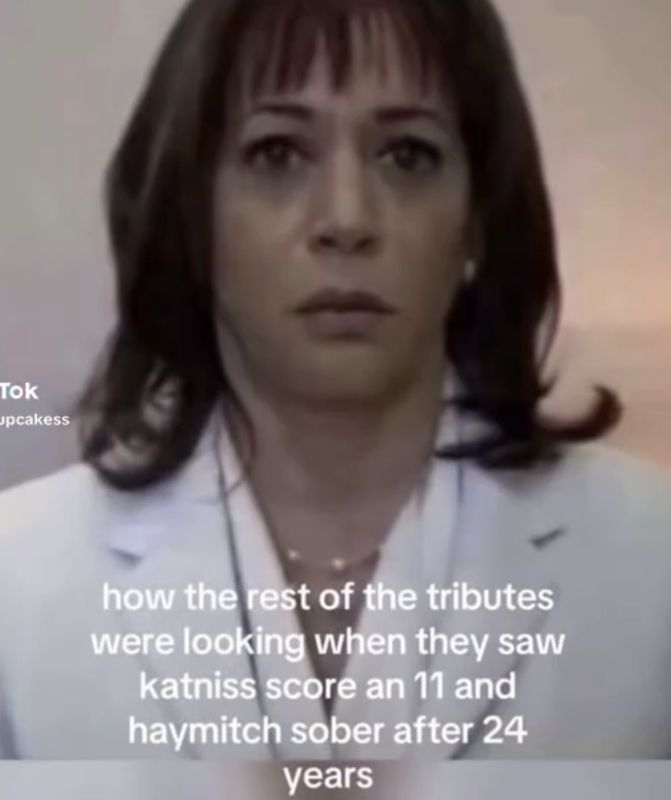 Tok
upcakess
how the rest of the tributes
were looking when they saw
katniss score an 11 and
haymitch sober after 24
years